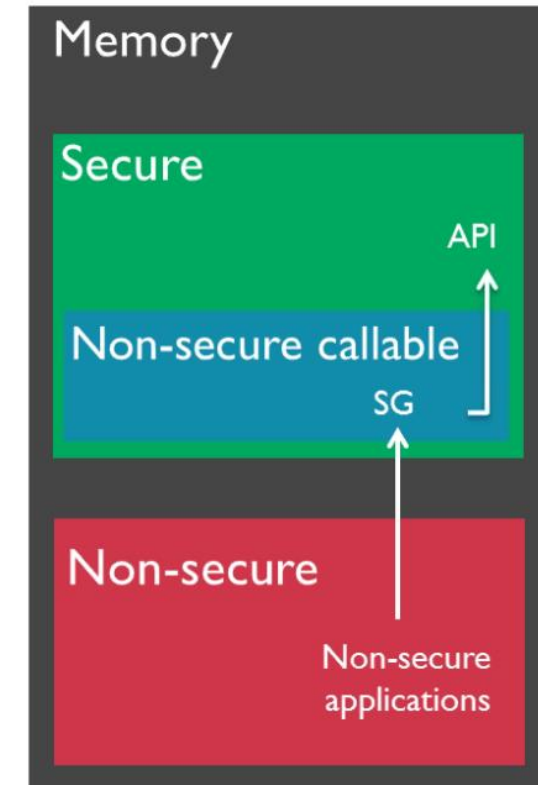 Memory
Secure
API
Non-secure callable
SG
Non-secure
Non-secure
applications